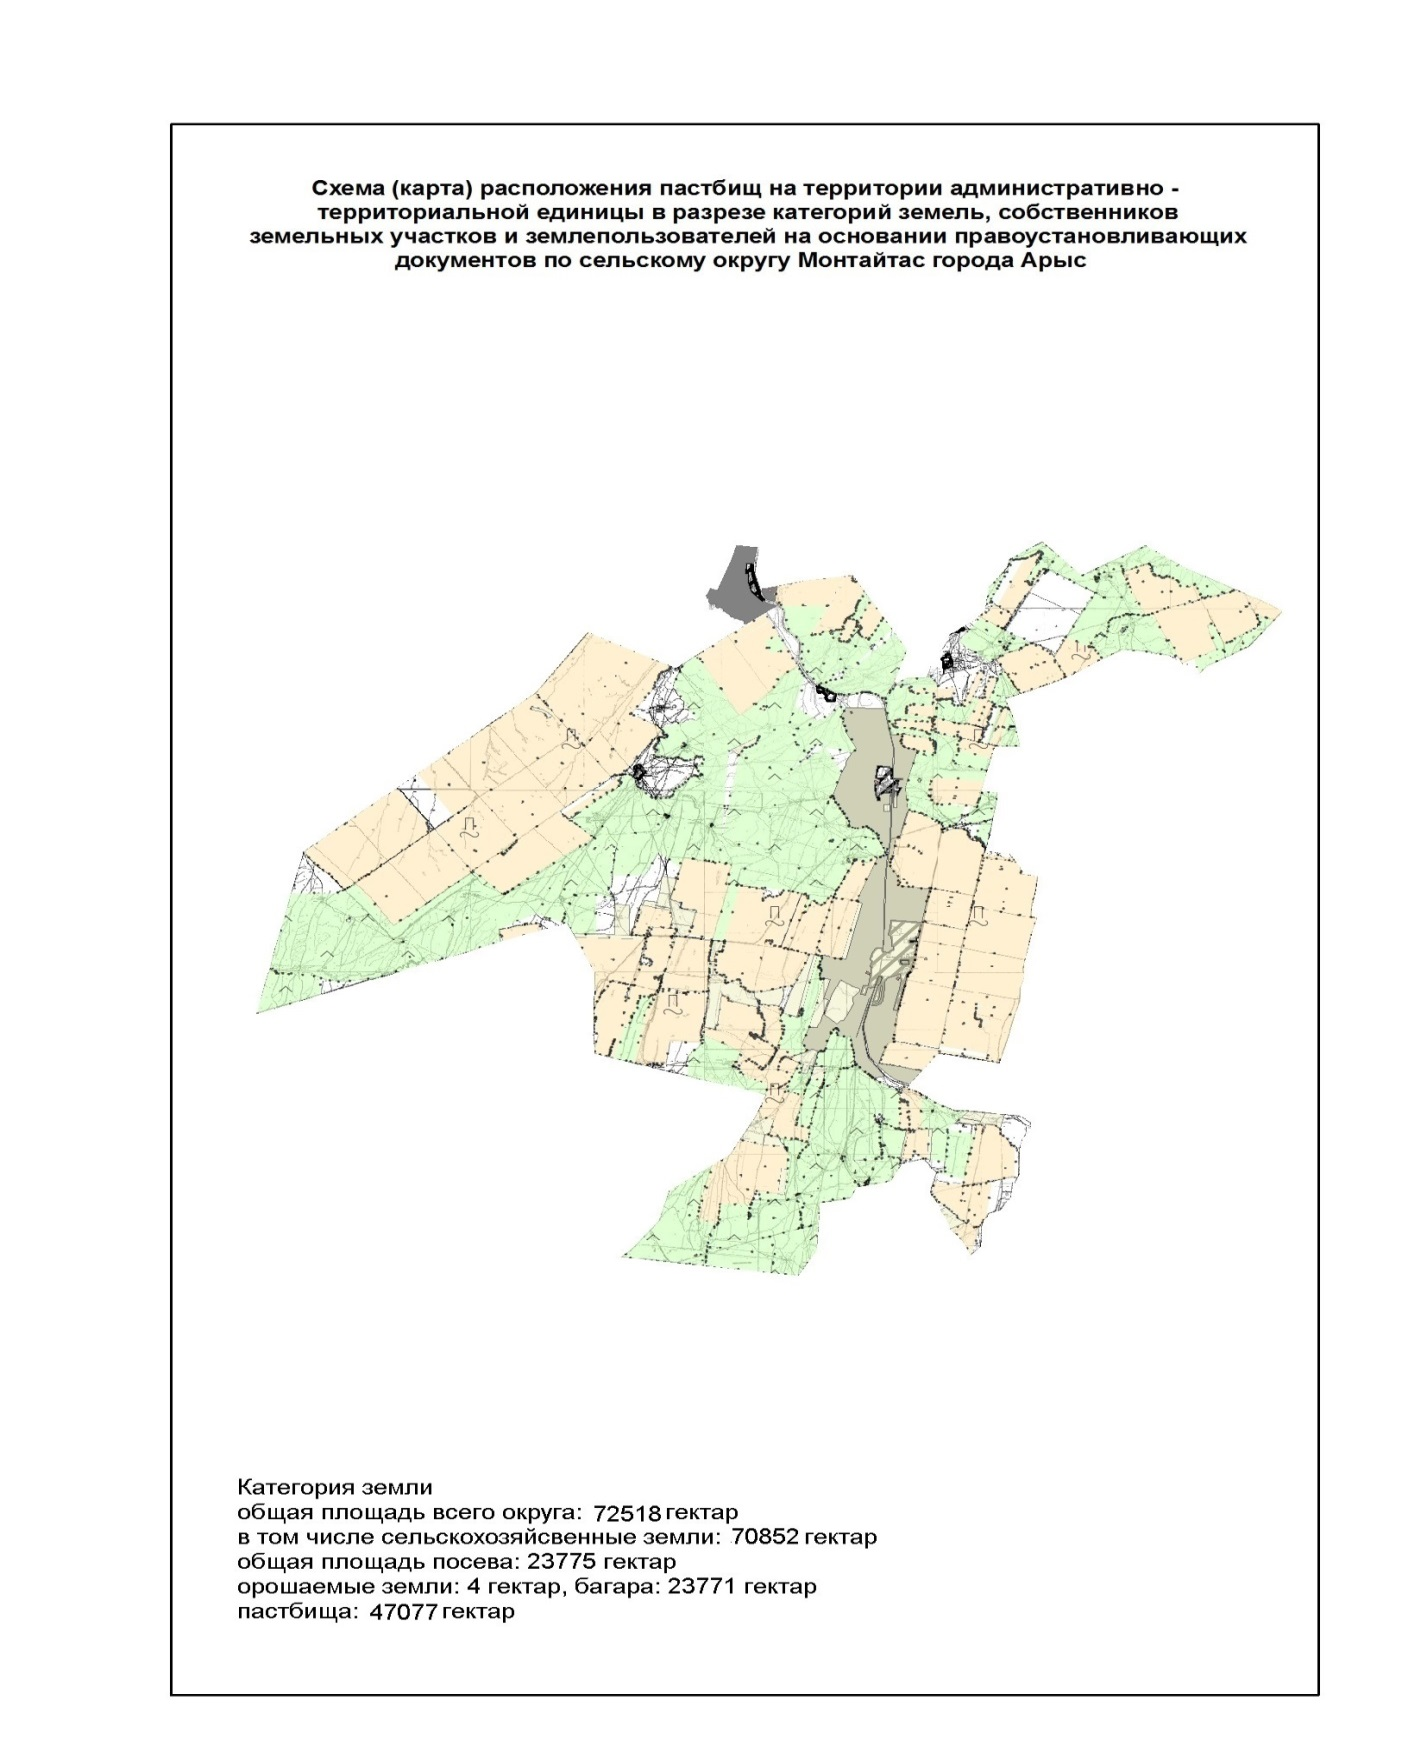 Схема (карта) расположения пастбищ на территории административно -
территориальной единицы в разрезе категорий земель, собственников
земельных участков и землепользователей на основании правоустановливающих
документов по сельскому округу Монтайтас города Арыс
Категория земли
общая площадь всего округа: 72518 гектар
в том числе сельскохозяйсвенные земли: 70852 гектар
общая площадь посева: 23775 гектар
орошаемые земли: 4 гектар, багара: 23771 гектар
пастбища: 47077 гектар